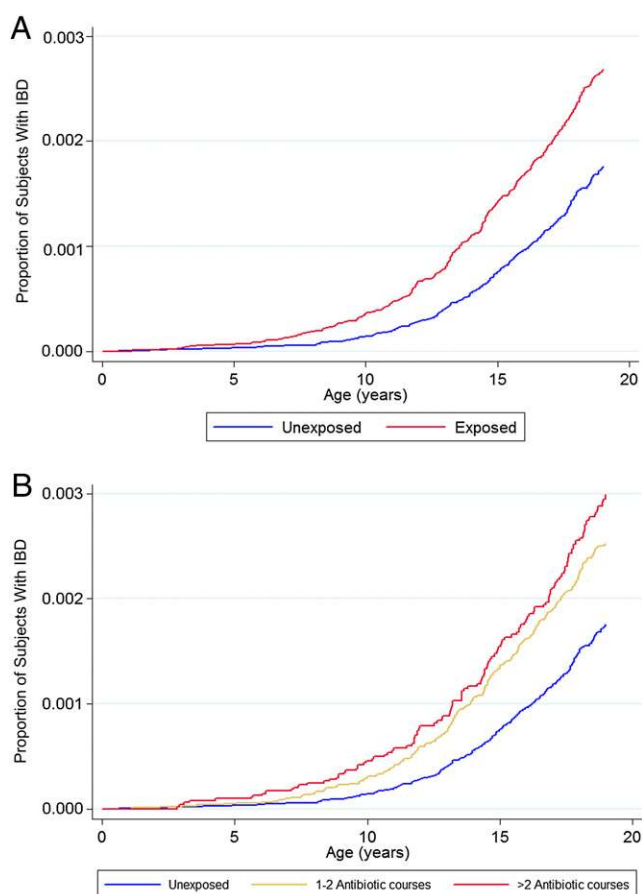 A
0.003
0.002
0.001
0.000
Proportion of Subjects With IBD
0 5 10 15 20
Age (years)
Unexposed Exposed
B
0.003
0.002
0.001
0.000
Proportion of Subjects With IBD
0 5 10 15 20
Age (years)
Unexposed 1-2 Antibiotic courses >2 Antibiotic courses